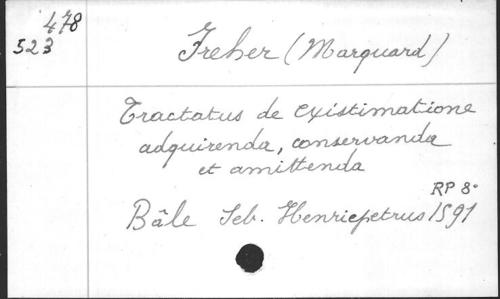 478
523
Freher (Marquard)
Tractatus de existimatione
adquirenda, conservanda
et amittenda
RP 8°
Bâle Seb. Henricpetrus 1591